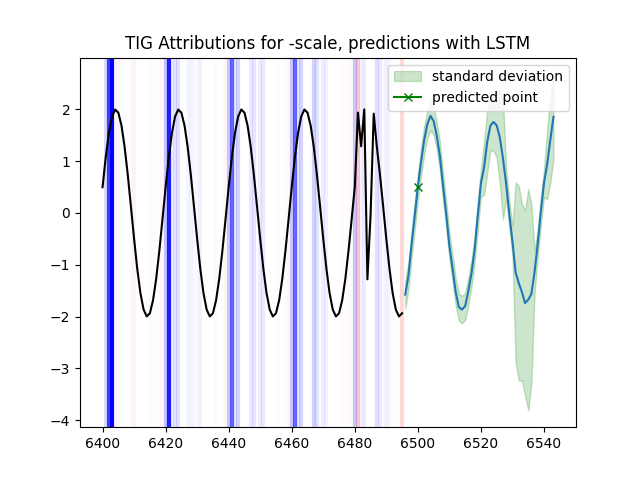 TIG Attributions for -scale, predictions with LSTM
standard deviation
predicted point
2
1
0
−1
−2
−3
−4
6400 6420 6440 6460 6480 6500 6520 6540